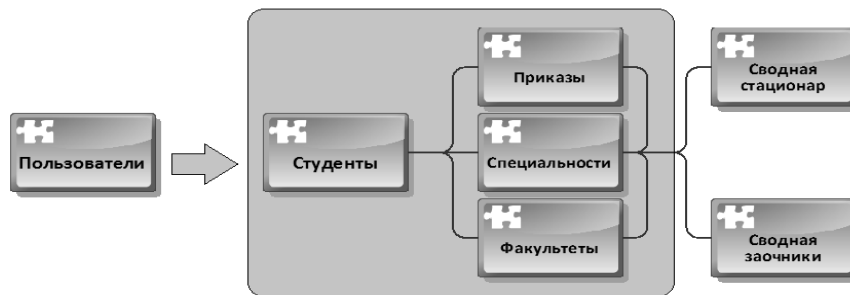 Пользователи
Студенты
Приказы
Специальности
Факультеты
Сводная
стационар
Сводная
заочники